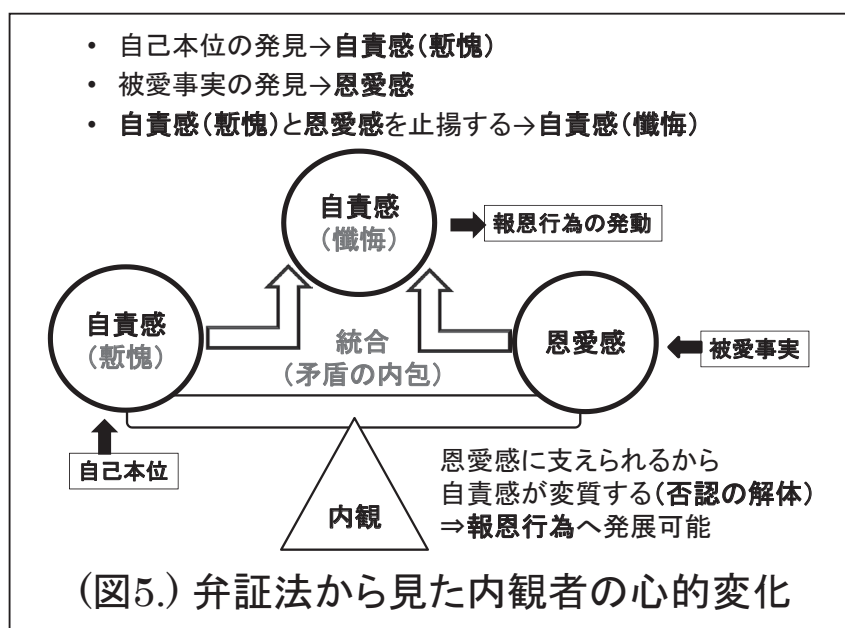 • 自己本位の発見→自責感(慙愧)
• 被愛事実の発見→恩愛感
• 自責感(慙愧)と恩愛感を止揚する→自責感(懺悔)
自責感
(懺悔)
報恩行為の発動
自責感
(慙愧)
統合
(矛盾の内包)
恩愛感
被愛事実
自己本位
内観
恩愛感に支えられるから
自責感が変質する(否認の解体)
⇒報恩行為へ発展可能
(図5.) 弁証法から見た内観者の心的変化